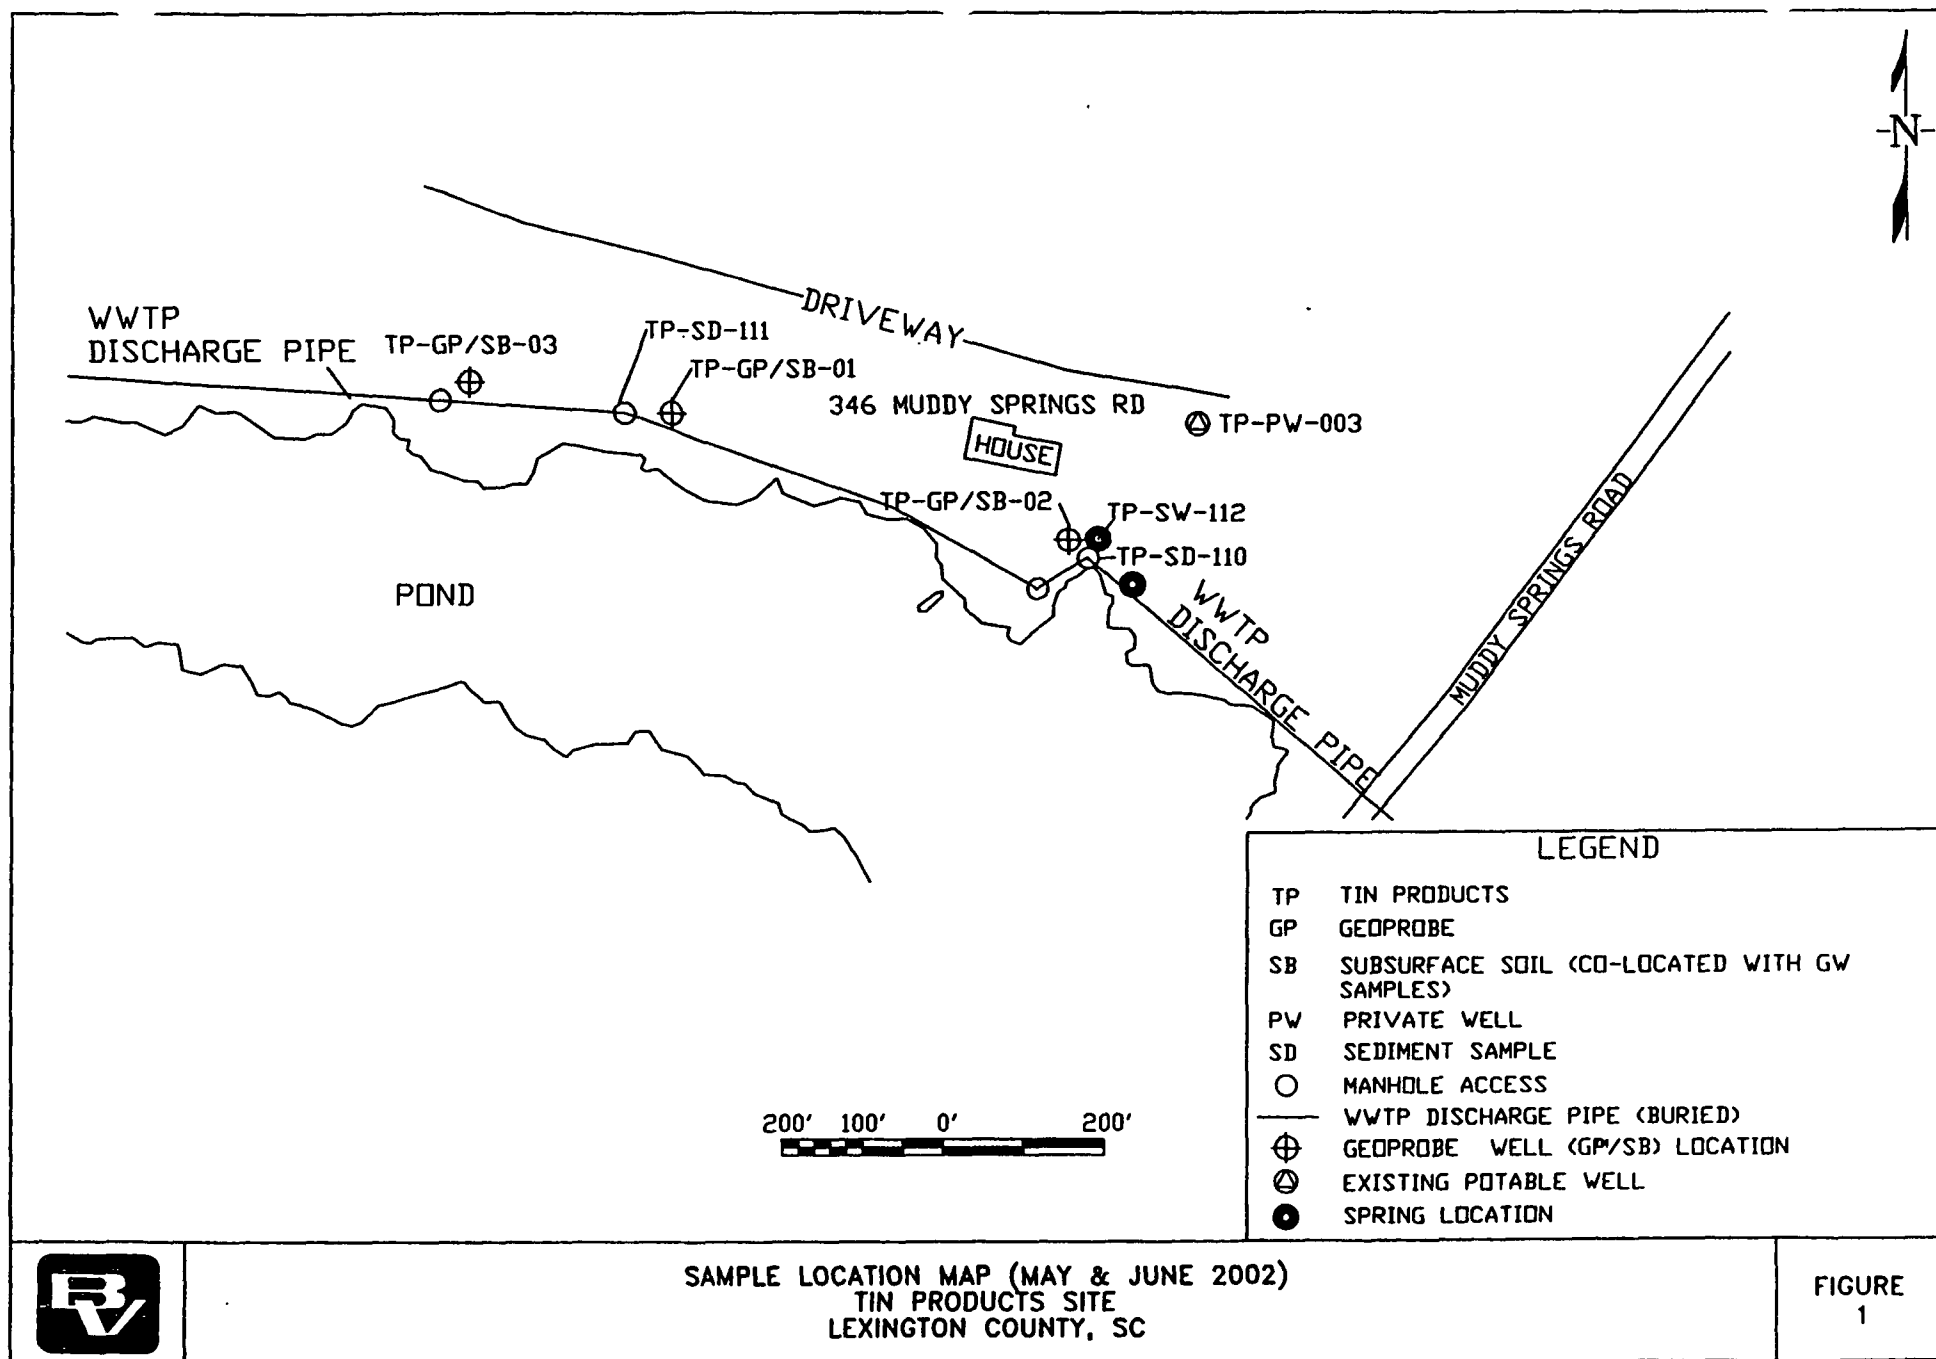 -N-
DRIVEWAY
WWTP
DISCHARGE PIPE
TP-GP/SB-03
TP-SD-111
TP-GP/SB-01
346 MUDDY SPRINGS RD
HOUSE
TP-PW-003
TP-GP/SB-02
TP-SW-112
TP-SD-110
POND
WWTP
DISCHARGE PIPE
MUDDY SPRINGS ROAD
LEGEND
TP TIN PRODUCTS
GP GEOPROBE
SB SUBSURFACE SOIL (CO-LOCATED WITH GW
SAMPLES)
PW PRIVATE WELL
SD SEDIMENT SAMPLE
MANHOLE ACCESS
WWTP DISCHARGE PIPE (BURIED)
GEOPROBE WELL (GP/SB) LOCATION
EXISTING POTABLE WELL
SPRING LOCATION
200' 100' 0' 200'
BV
SAMPLE LOCATION MAP (MAY & JUNE 2002)
TIN PRODUCTS SITE
LEXINGTON COUNTY, SC
FIGURE
1